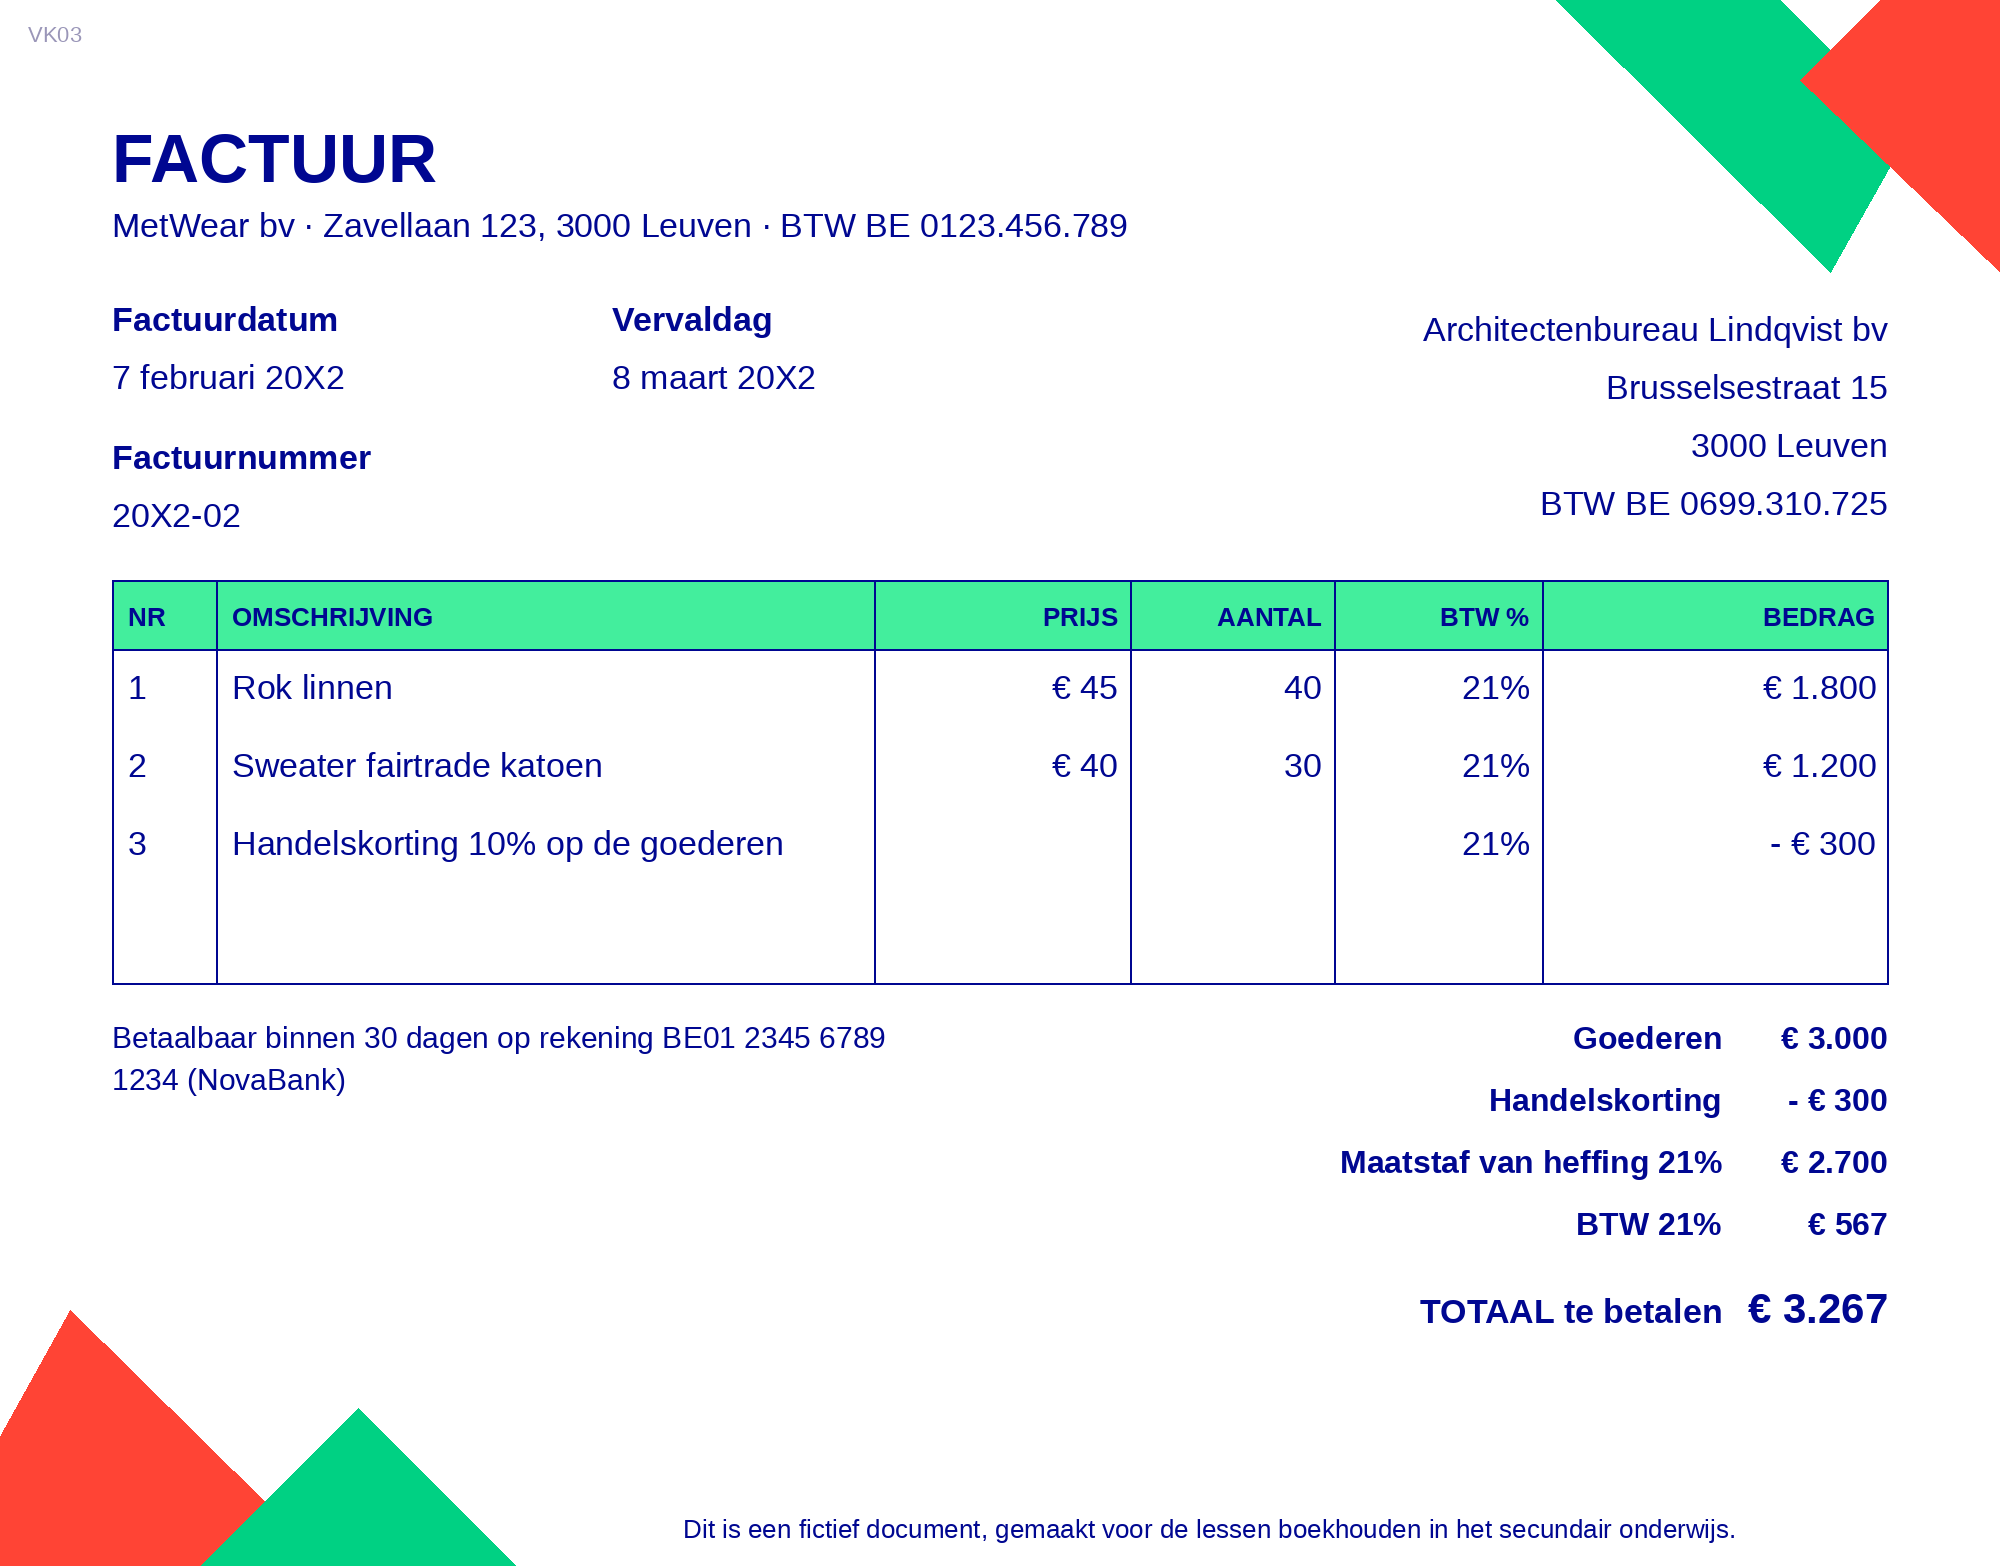 VK03
FACTUUR
MetWear bv · Zavellaan 123, 3000 Leuven · BTW BE 0123.456.789
Factuurdatum
7 februari 20X2
Vervaldag
8 maart 20X2
Factuurnummer
20X2-02
Architectenbureau Lindqvist bv
Brusselsestraat 15
3000 Leuven
BTW BE 0699.310.725
NR OMSCHRIJVING PRIJS AANTAL BTW % BEDRAG
1 Rok linnen € 45 40 21% € 1.800
2 Sweater fairtrade katoen € 40 30 21% € 1.200
3 Handelskorting 10% op de goederen 21% - € 300
Betaalbaar binnen 30 dagen op rekening BE01 2345 6789
1234 (NovaBank)
Goederen € 3.000
Handelskorting - € 300
Maatstaf van heffing 21% € 2.700
BTW 21% € 567
TOTAAL te betalen € 3.267
Dit is een fictief document, gemaakt voor de lessen boekhouden in het secundair onderwijs.